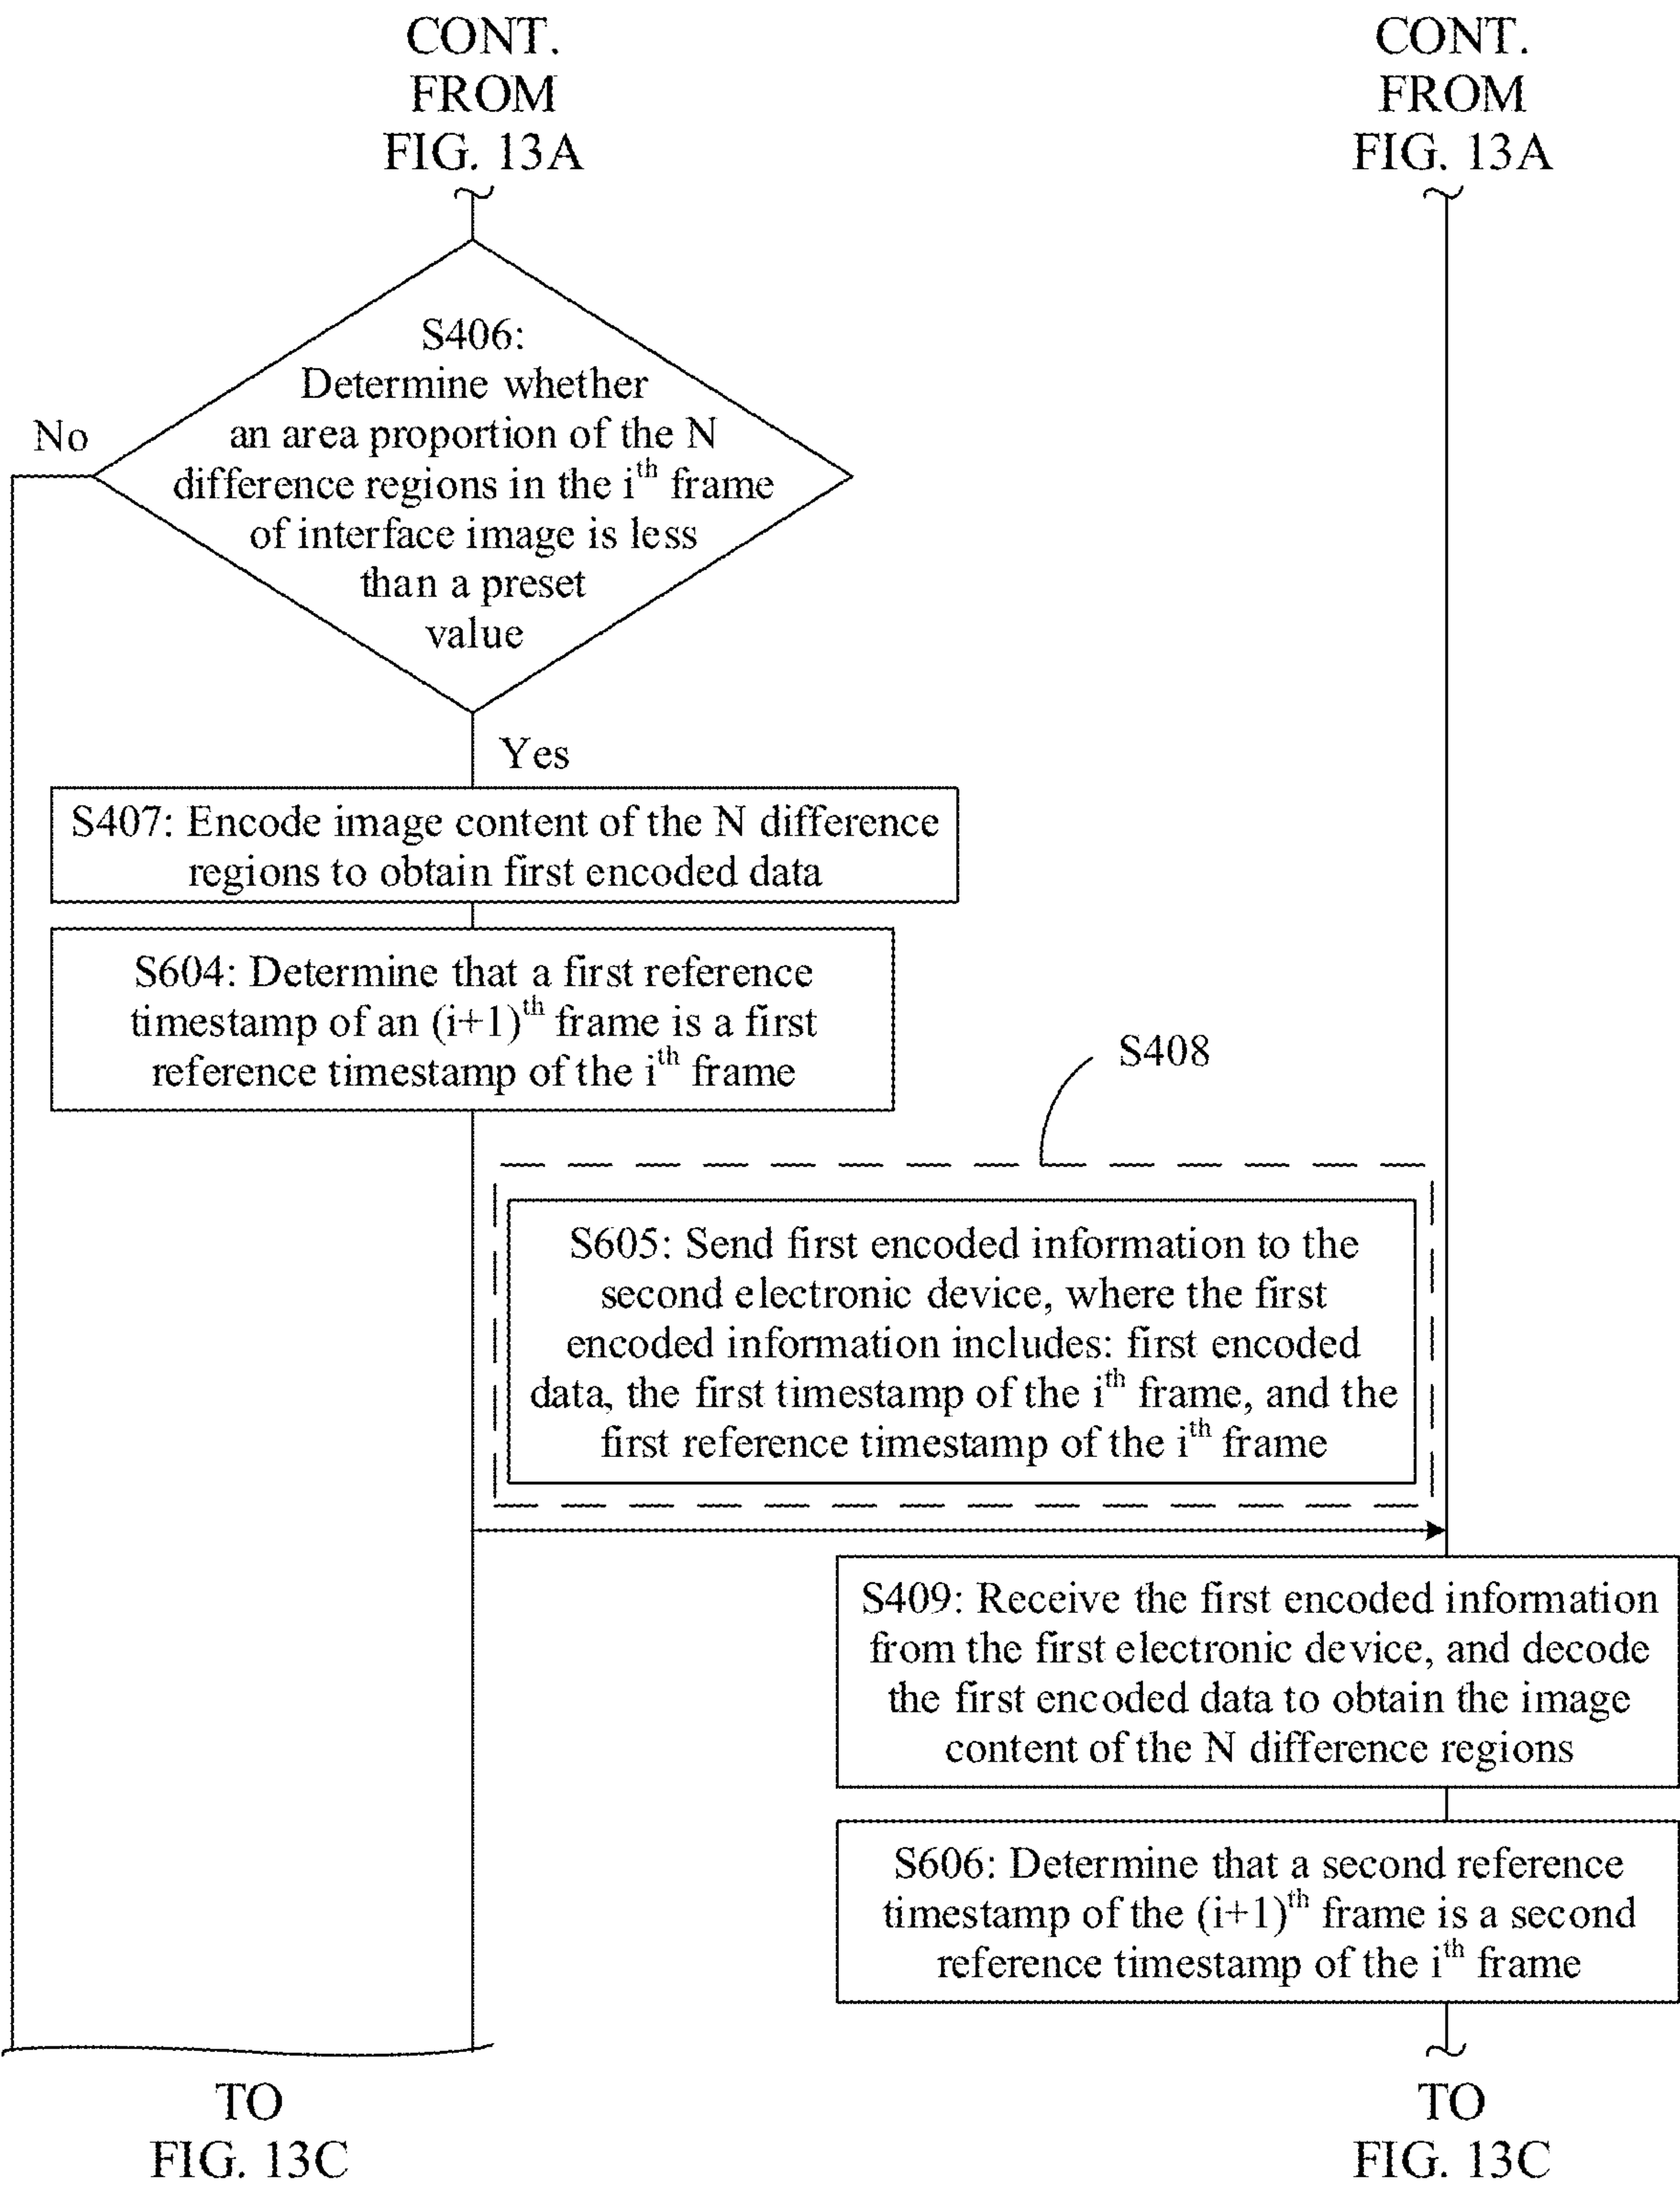 CONT.
FROM
FIG. 13A
CONT.
FROM
FIG. 13A
S406:
Determine whether
an area proportion of the N
difference regions in the i^th frame
of interface image is less
than a preset
value
No
Yes
S407: Encode image content of the N difference
regions to obtain first encoded data
S604: Determine that a first reference
timestamp of an (i+1)^th frame is a first
reference timestamp of the i^th frame
S408
S605: Send first encoded information to the
second electronic device, where the first
encoded information includes: first encoded
data, the first timestamp of the i^th frame, and the
first reference timestamp of the i^th frame
S409: Receive the first encoded information
from the first electronic device, and decode
the first encoded data to obtain the image
content of the N difference regions
S606: Determine that a second reference
timestamp of the (i+1)^th frame is a second
reference timestamp of the i^th frame
TO
FIG. 13C
TO
FIG. 13C